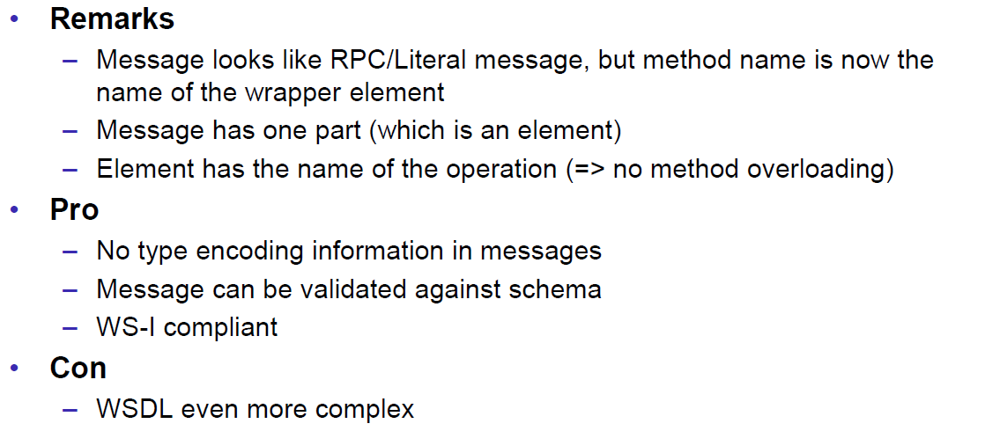 • Remarks
– Message looks like RPC/Literal message, but method name is now the
name of the wrapper element
– Message has one part (which is an element)
– Element has the name of the operation (=> no method overloading)
• Pro
– No type encoding information in messages
– Message can be validated against schema
– WS-I compliant
• Con
– WSDL even more complex